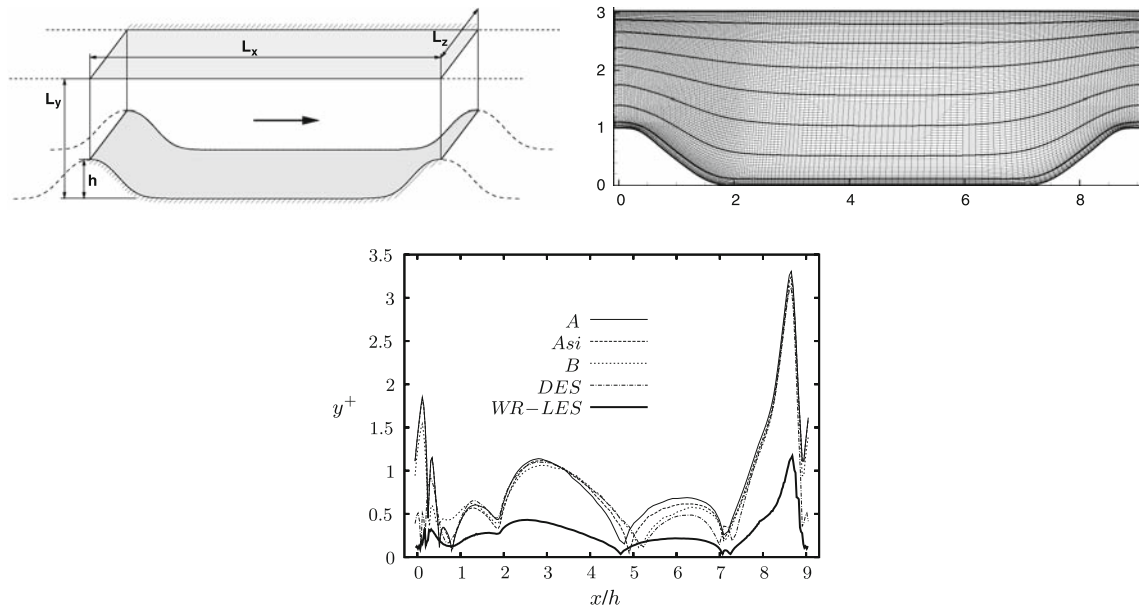 L_x
L_z
L_y
h
3
2
1
0
0 2 4 6 8
3.5
3
2.5
2
1.5
1
0.5
0
y^+
A
Asi
B
DES
WR−LES
0 1 2 3 4 5 6 7 8 9
x/h